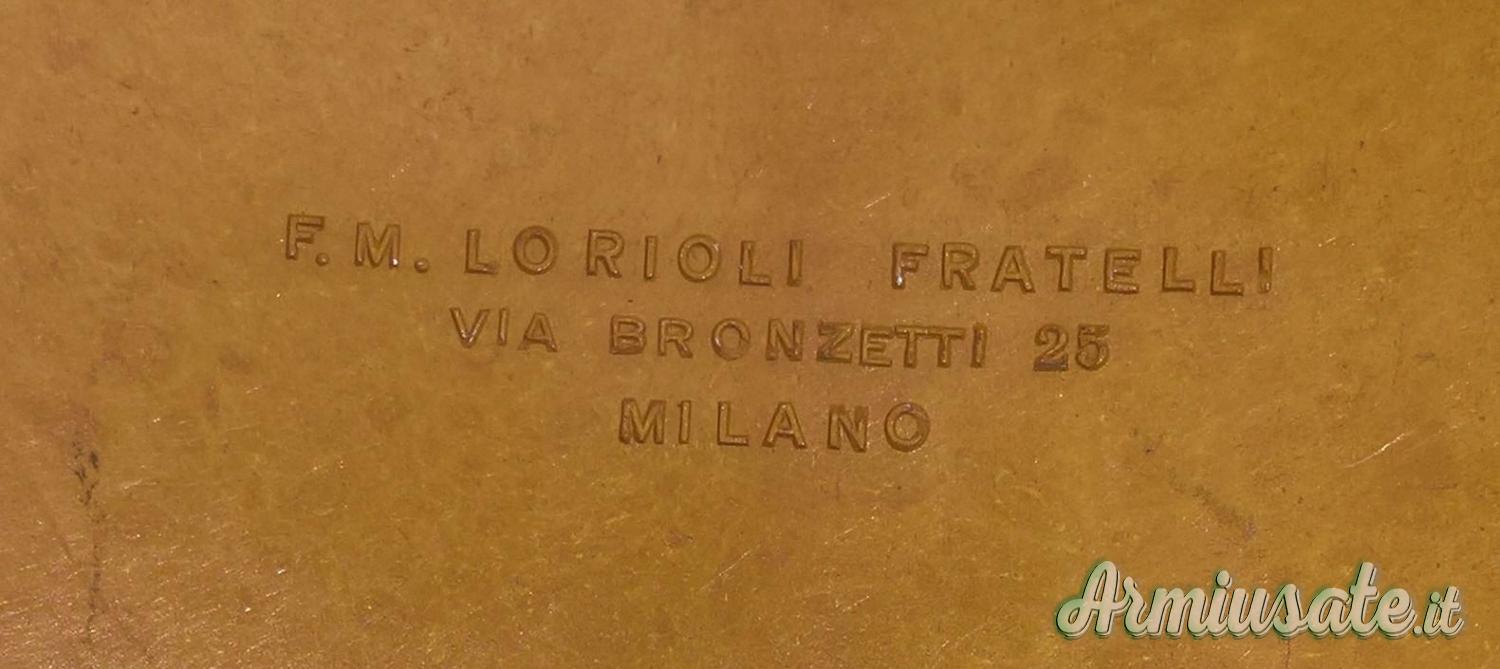 F. M. LORIOLI FRATELLI
VIA BRONZETTI 25
MILANO
Armiusate.it